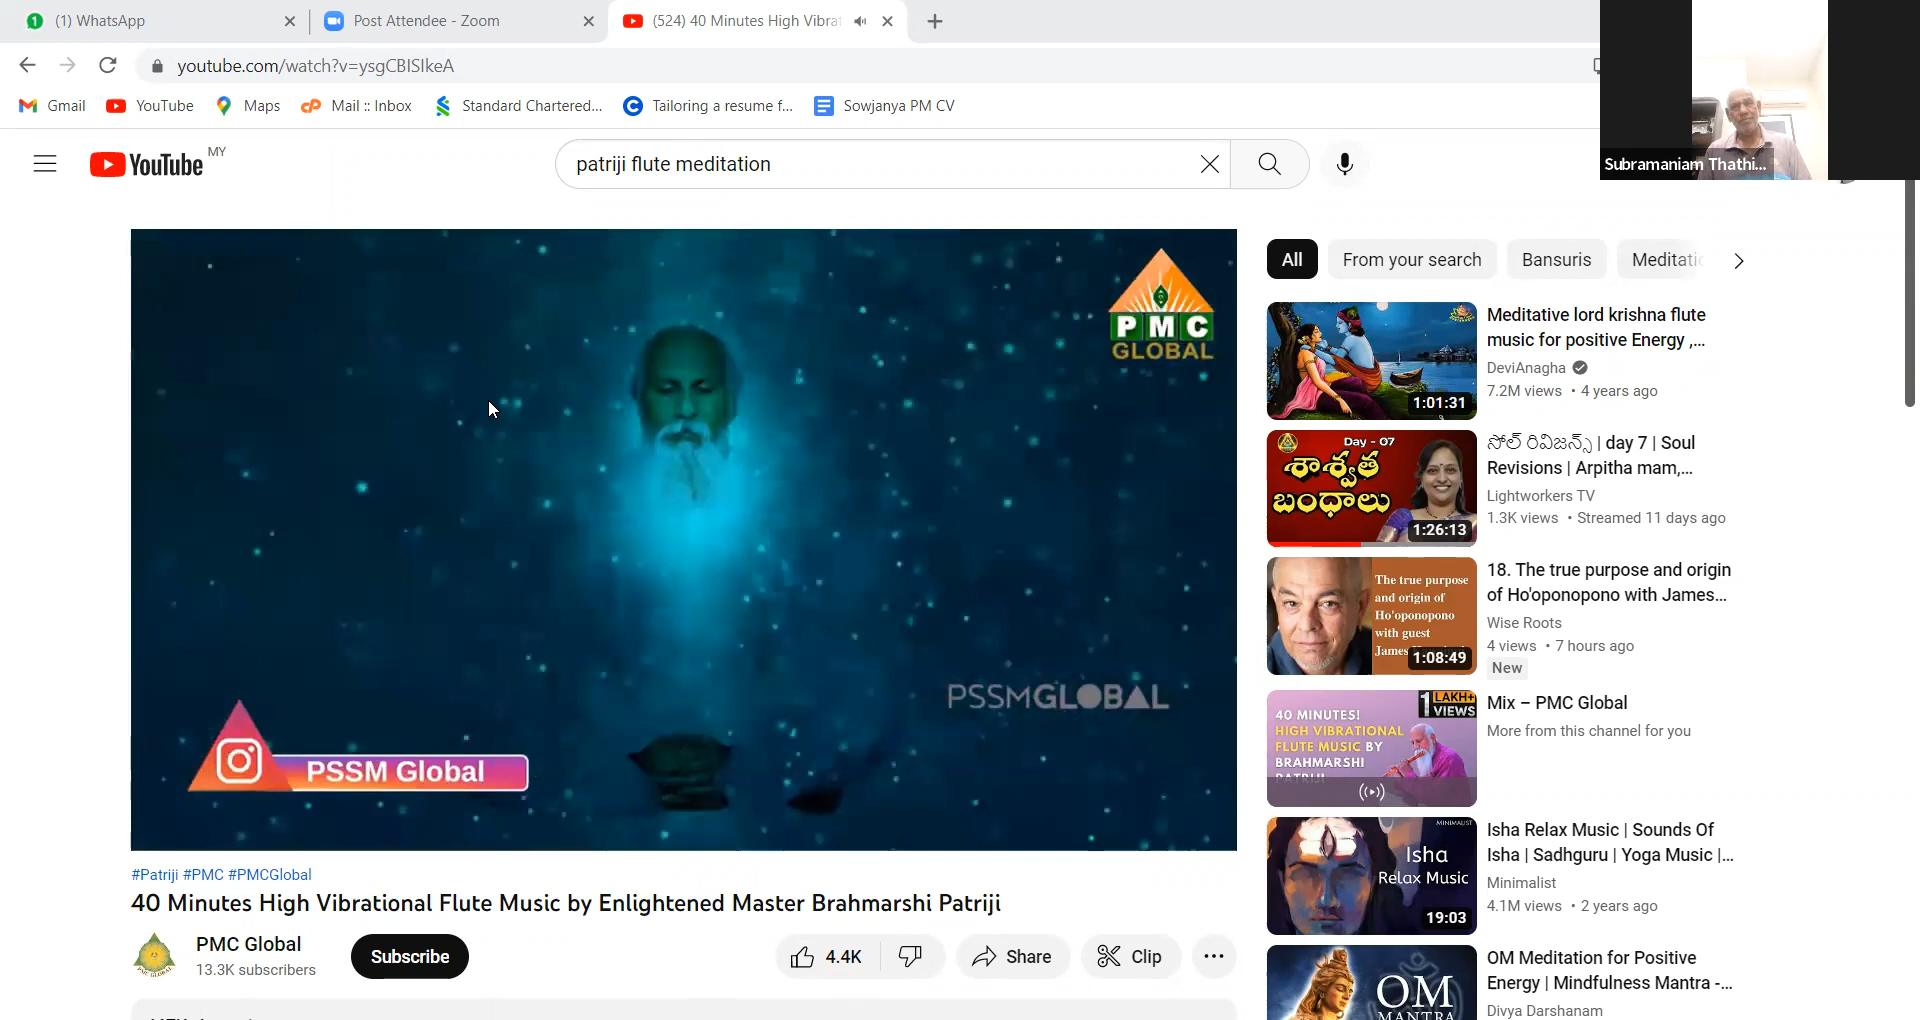 (1) WhatsApp
Post Attendee - Zoom
(524) 40 Minutes High Vibra
youtube.com/watch?v=ysgCBISIkeA
Gmail
YouTube
Maps
Mail :: Inbox
Standard Chartered...
Tailoring a resume f...
Sowjanya PM CV
Subramaniam Thathi...
YouTube MY
patriji flute meditation
PMC
GLOBAL
PSSMGLOBAL
PSSM Global
#Patriji #PMC #PMCGlobal
40 Minutes High Vibrational Flute Music by Enlightened Master Brahmarshi Patriji
PMC Global
13.3K subscribers
Subscribe
4.4K
Share
Clip
All
From your search
Bansuris
Meditatic
Meditative lord krishna flute
music for positive Energy ,...
DeviAnagha
7.2M views • 4 years ago
1:01:31
Day - 07
శాశ్వత
బంధాలు
1:26:13
సోల్ రివిజన్స్ | day 7 | Soul
Revisions | Arpitha mam,...
Lightworkers TV
1.3K views • Streamed 11 days ago
The true purpose
and origin of
Ho'oponopono
with guest
James
1:08:49
18. The true purpose and origin
of Ho'oponopono with James...
Wise Roots
4 views • 7 hours ago
New
1 LAKH+
VIEWS
40 MINUTES!
HIGH VIBRATIONAL
FLUTE MUSIC BY
BRAHMARSHI
PATRIJI
Mix – PMC Global
More from this channel for you
MINIMALIST
Isha
Relax Music
19:03
Isha Relax Music | Sounds Of
Isha | Sadhguru | Yoga Music |...
Minimalist
4.1M views • 2 years ago
OM
MANTRA
OM Meditation for Positive
Energy | Mindfulness Mantra -...
Divya Darshanam